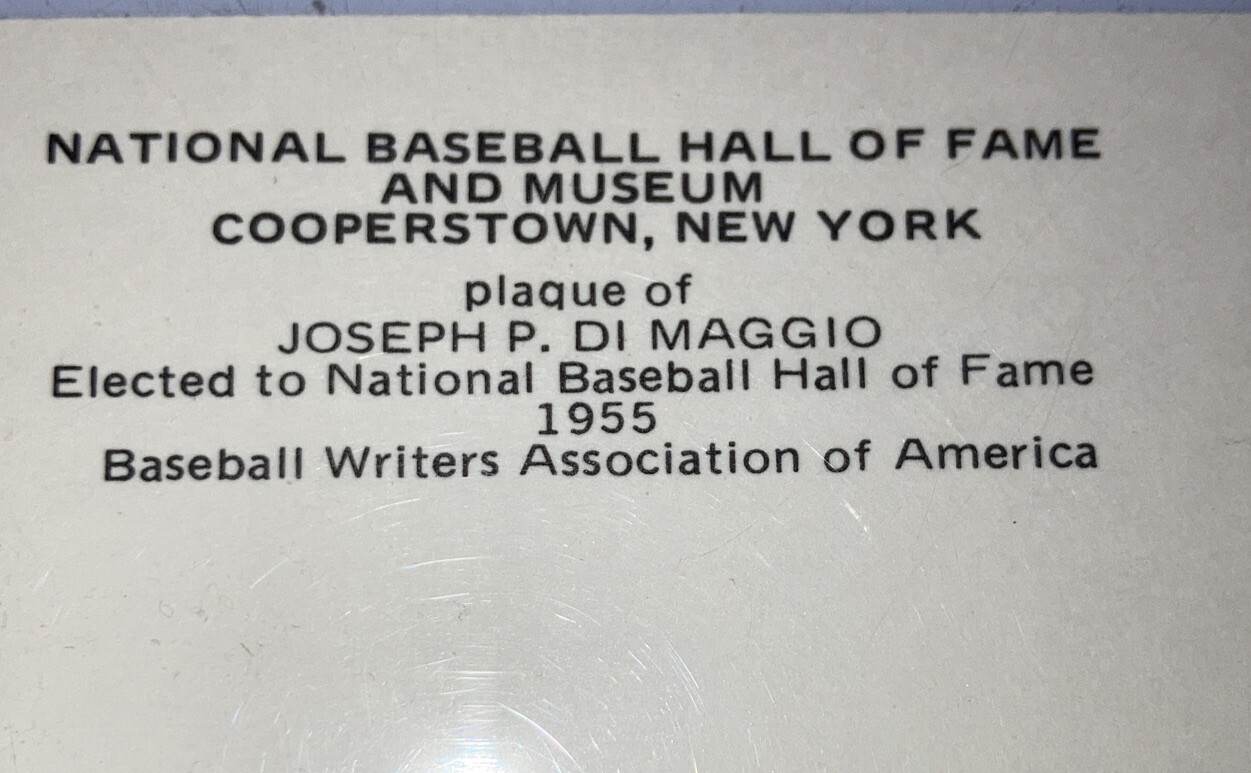 NATIONAL BASEBALL HALL OF FAME
AND MUSEUM
COOPERSTOWN, NEW YORK
plaque of
JOSEPH P. DI MAGGIO
Elected to National Baseball Hall of Fame
1955
Baseball Writers Association of America